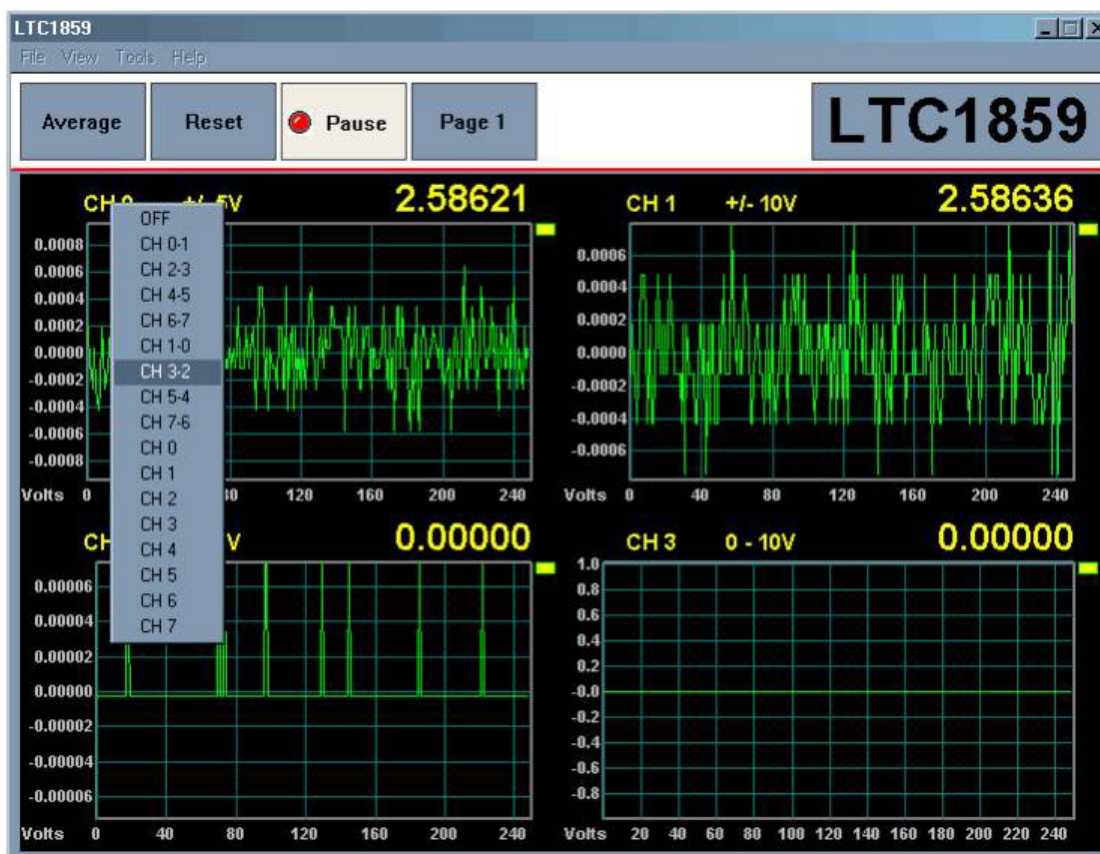 LTC1859
File View Tools Help
Average Reset Pause Page 1 LTC1859
CH 0 +/- 5V 2.58621
OFF
CH 0-1
CH 2-3
CH 4-5
CH 6-7
CH 1-0
CH 3-2
CH 5-4
CH 7-6
CH 0
CH 1
CH 2
CH 3
CH 4
CH 5
CH 6
CH 7
0.0008
0.0006
0.0004
0.0002
0.0000
-0.0002
-0.0004
-0.0006
-0.0008
Volts 0 80 120 160 200 240
CH 1 +/- 10V 2.58636
0.0006
0.0004
0.0002
0.0000
-0.0002
-0.0004
-0.0006
Volts 0 40 80 120 160 200 240
CH V 0.00000
0.00006
0.00004
0.00002
0.00000
-0.00002
-0.00004
-0.00006
Volts 0 40 80 120 160 200 240
CH 3 0 - 10V 0.00000
1.0
0.8
0.6
0.4
0.2
-0.0
-0.2
-0.4
-0.6
-0.8
Volts 20 40 60 80 100 120 140 160 180 200 220 240